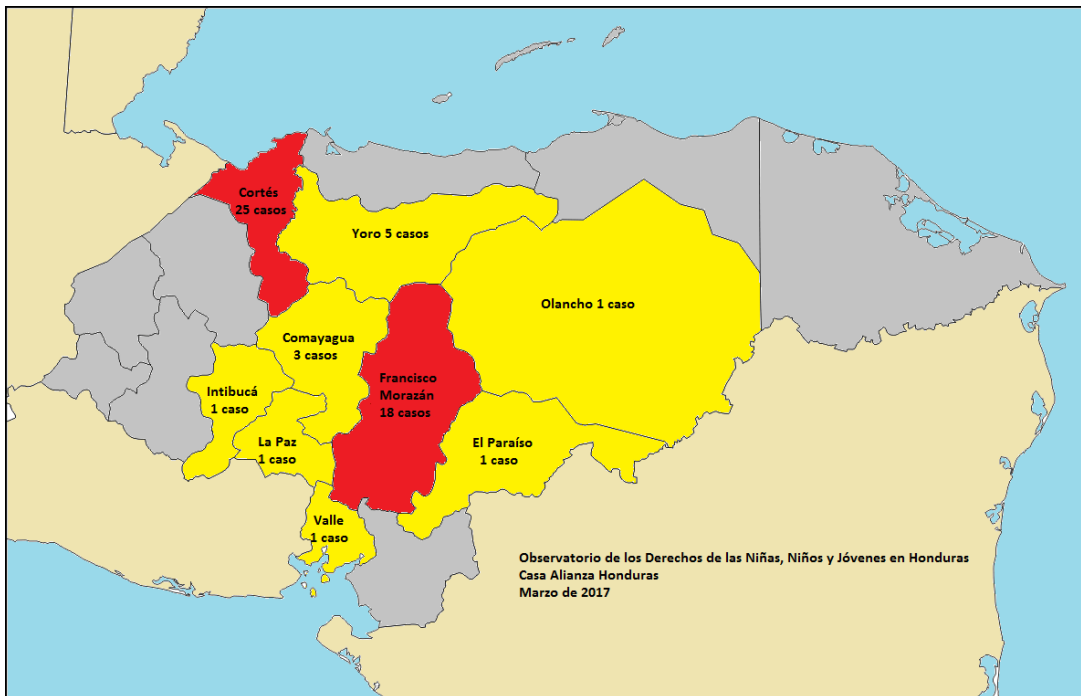 Cortés
25 casos
Yoro 5 casos
Olancho 1 caso
Comayagua
3 casos
Francisco
Morazán
18 casos
Intibucá
1 caso
La Paz
1 caso
El Paraíso
1 caso
Valle
1 caso
Observatorio de los Derechos de las Niñas, Niños y Jóvenes en Honduras
Casa Alianza Honduras
Marzo de 2017